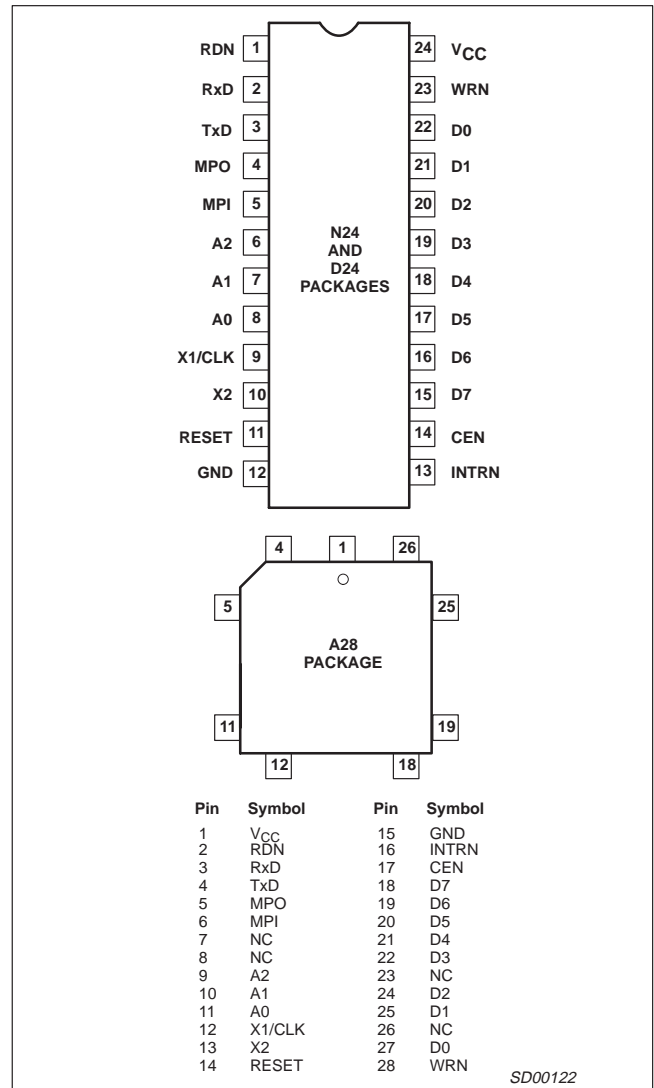 RDN 1 24 VCC
RxD 2 23 WRN
TxD 3 22 D0
MPO 4 21 D1
MPI 5 20 D2
A2 6 19 D3
A1 7 18 D4
A0 8 17 D5
X1/CLK 9 16 D6
X2 10 15 D7
RESET 11 14 CEN
GND 12 13 INTRN
N24
AND
D24
PACKAGES
4 1 26
5 25
A28
PACKAGE
11 19
12 18
Pin Symbol Pin Symbol
1 VCC 15 GND
2 RDN 16 INTRN
3 RxD 17 CEN
4 TxD 18 D7
5 MPO 19 D6
6 MPI 20 D5
7 NC 21 D4
8 NC 22 D3
9 A2 23 NC
10 A1 24 D2
11 A0 25 D1
12 X1/CLK 26 NC
13 X2 27 D0
14 RESET 28 WRN
SD00122